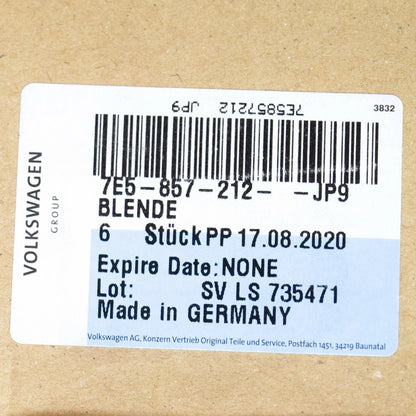 7E5857212 JP9
3832
7E5-857-212- -JP9
BLENDE
6 Stück PP 17.08.2020
Expire Date:NONE
Lot: SV LS 735471
Made in GERMANY
Volkswagen AG, Konzern Vertrieb Original Teile und Service, Postfach 1451, 34219 Baunatal
VOLKSWAGEN
GROUP